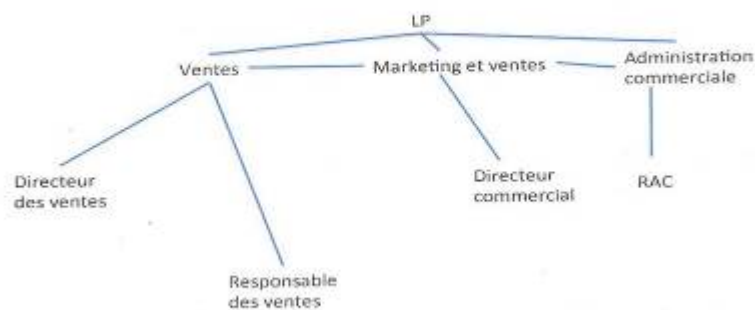 LP
Ventes
Marketing et ventes
Administration
commerciale
Directeur
des ventes
Directeur
commercial
RAC
Responsable
des ventes